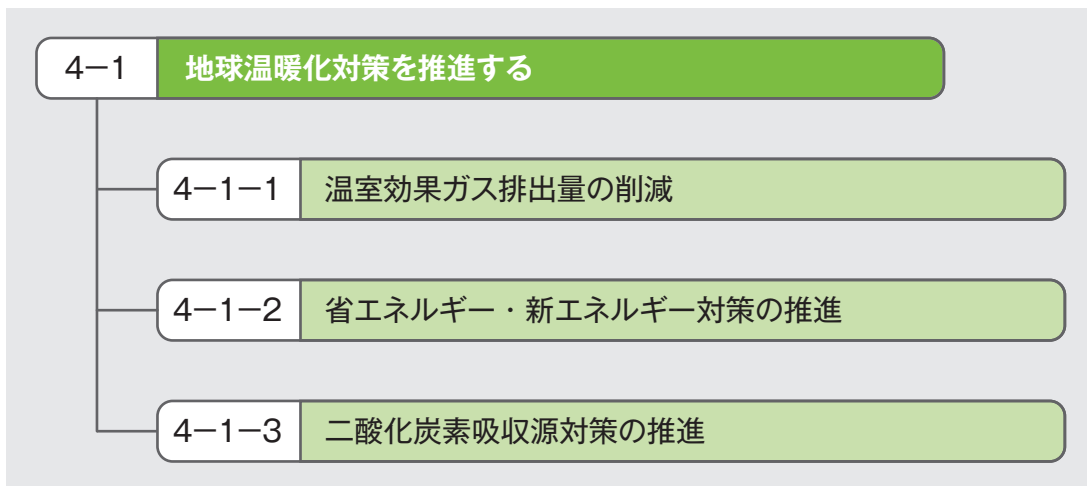 4−1 地球温暖化対策を推進する
4−1−1 温室効果ガス排出量の削減
4−1−2 省エネルギー・新エネルギー対策の推進
4−1−3 二酸化炭素吸収源対策の推進